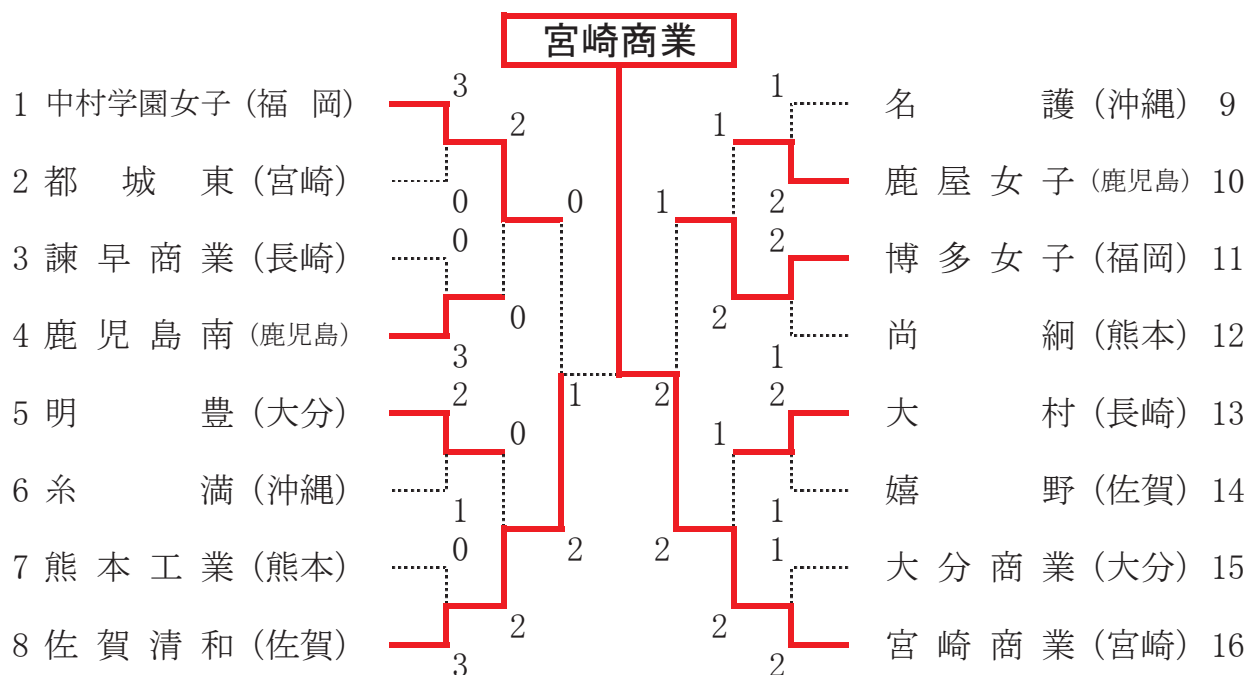 宮崎商業
1 中村学園女子 (福 岡) 3
2
2 都城東 (宮崎) 0
0
3 諫早商業 (長崎) 0
0
4 鹿児島南 (鹿児島) 3
1
5 明豊 (大分) 2
0
6 糸満 (沖縄) 1
2
7 熊本工業 (熊本) 0
2
8 佐賀清和 (佐賀) 3
1 名護 (沖縄) 9
1
2 鹿屋女子 (鹿児島) 10
1
2 博多女子 (福岡) 11
2
1 尚絅 (熊本) 12
2
2 大村 (長崎) 13
1
1 嬉野 (佐賀) 14
2
1 大分商業 (大分) 15
2
2 宮崎商業 (宮崎) 16